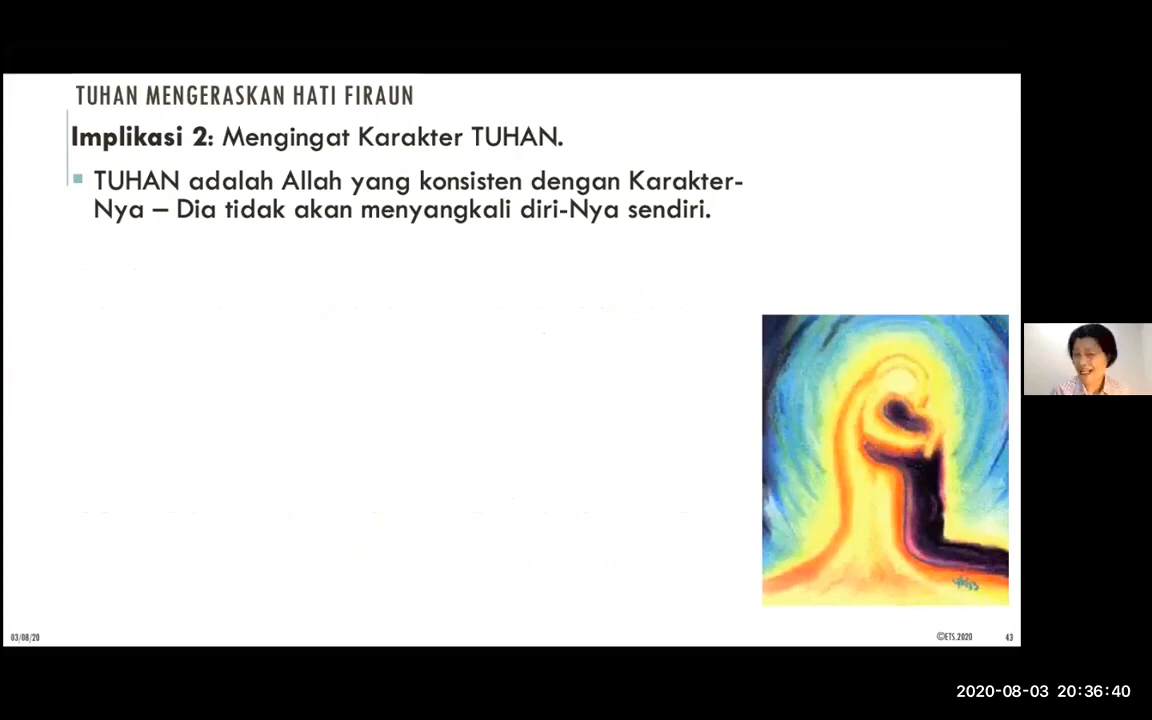 TUHAN MENGERASKAN HATI FIRAUN
Implikasi 2: Mengingat Karakter TUHAN.
TUHAN adalah Allah yang konsisten dengan Karakter-
Nya – Dia tidak akan menyangkali diri-Nya sendiri.
03/08/20
©ETS.2020
43
2020-08-03 20:36:40